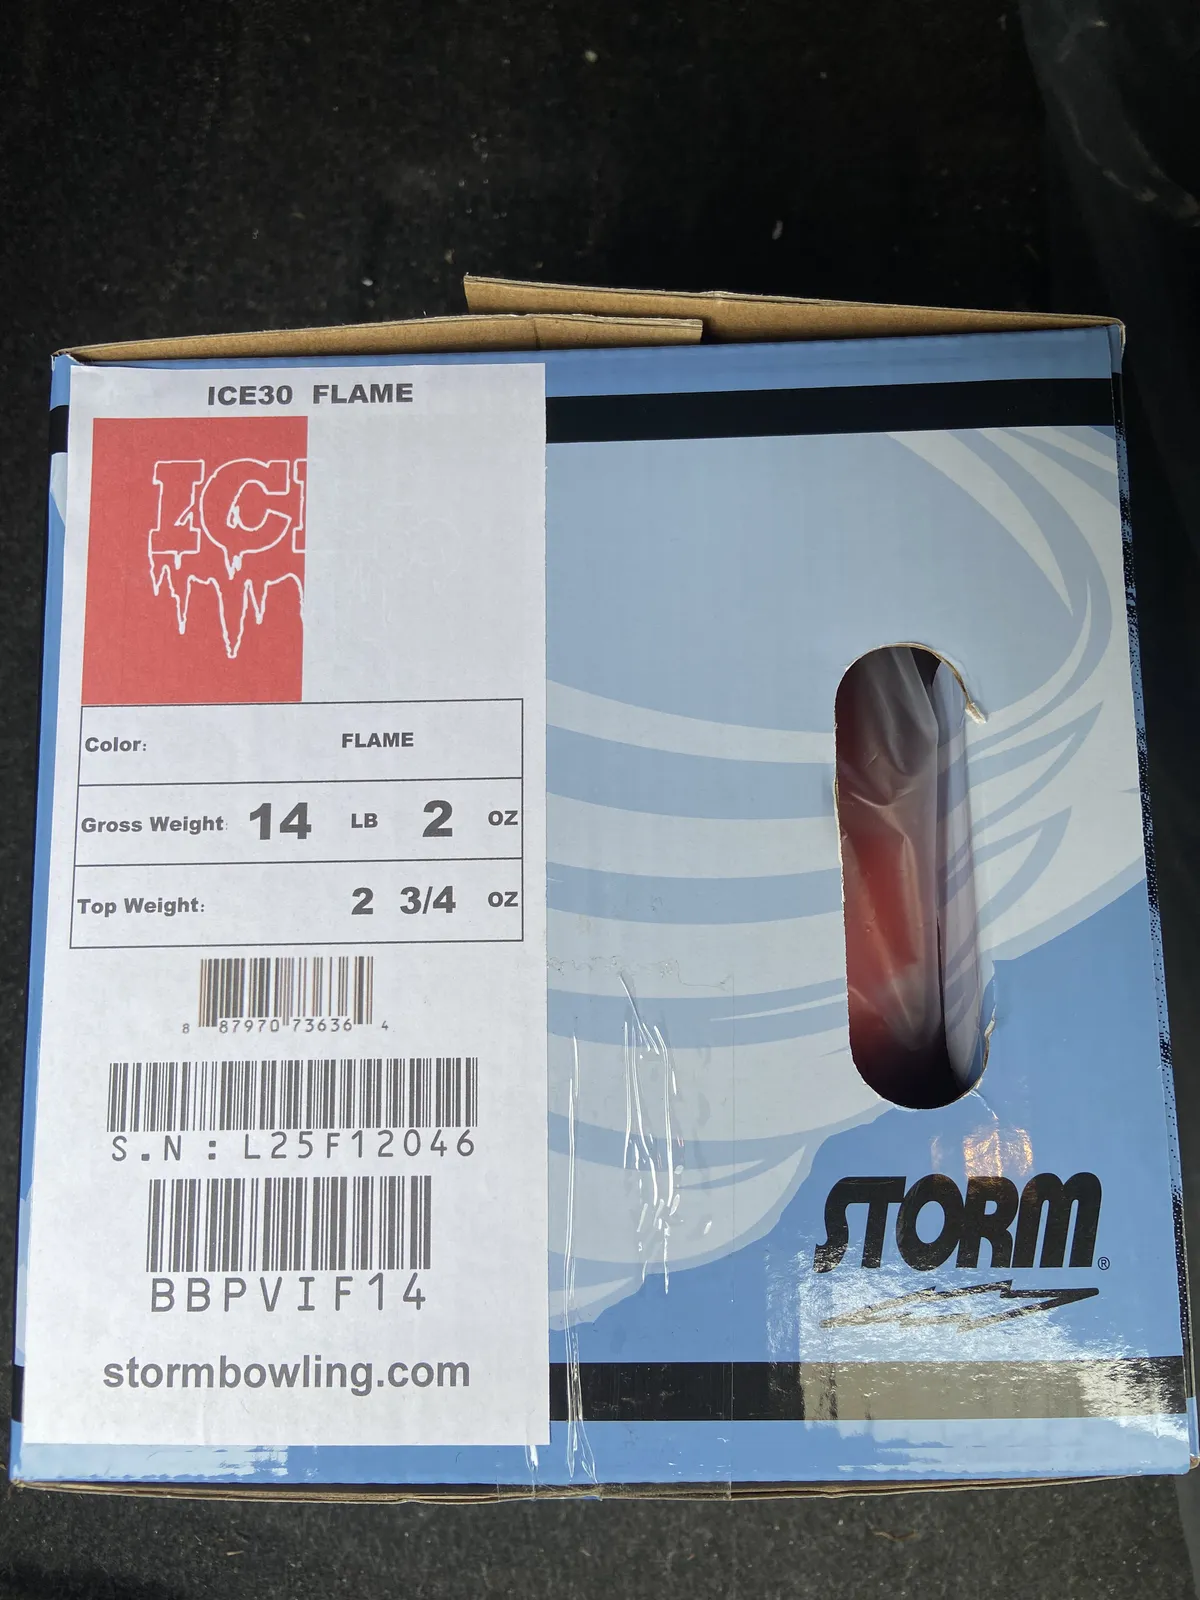 ICE30 FLAME
IC
Color: FLAME
Gross Weight: 14 LB 2 OZ
Top Weight: 2 3/4 OZ
8 87970 73636 4
S.N: L25F12046
BBPVIF14
stormbowling.com
STORM®